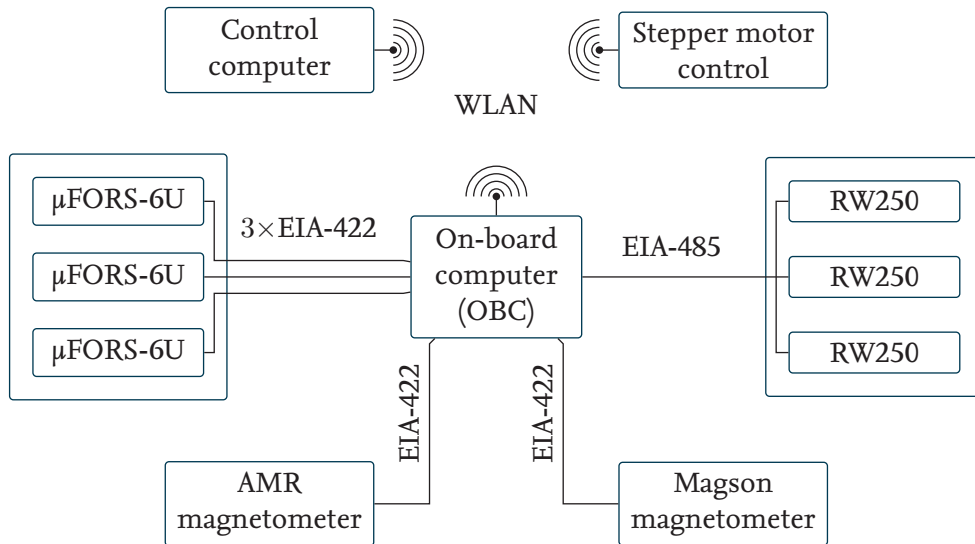 Control
computer
Stepper motor
control
WLAN
µFORS-6U
µFORS-6U
µFORS-6U
3×EIA-422
On-board
computer
(OBC)
EIA-485
RW250
RW250
RW250
EIA-422
EIA-422
AMR
magnetometer
Magson
magnetometer